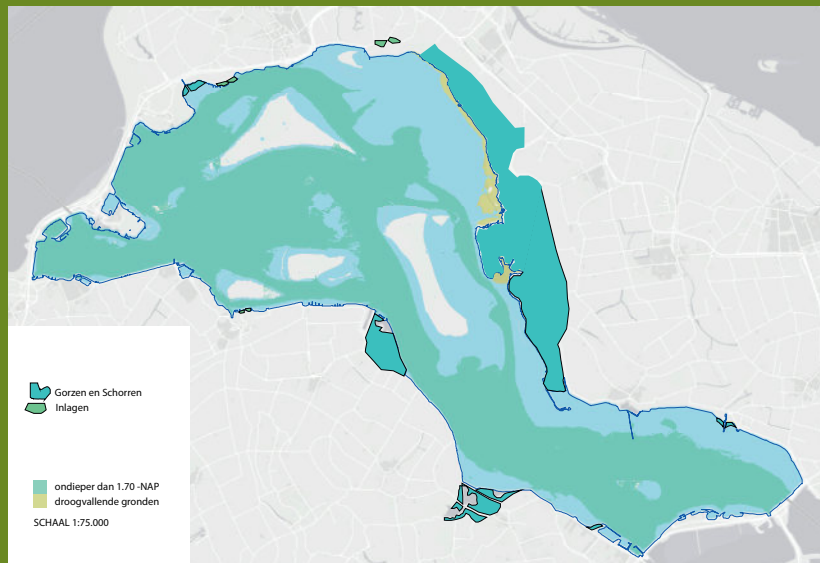 Gorzen en Schorren
Inlagen
ondieper dan 1.70 -NAP
droogvallende gronden
SCHAAL 1:75.000